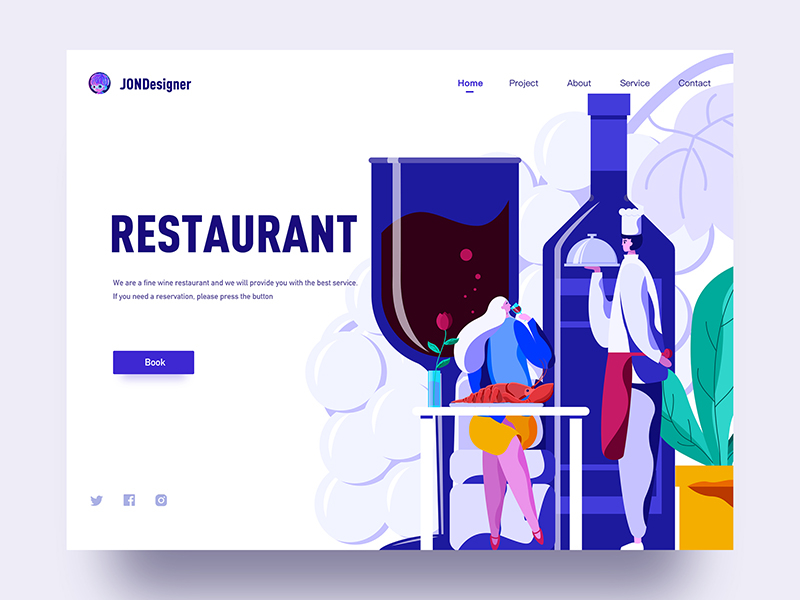 JONDesigner
Home Project About Service Contact
RESTAURANT
We are a fine wine restaurant and we will provide you with the best service.
If you need a reservation, please press the button
Book